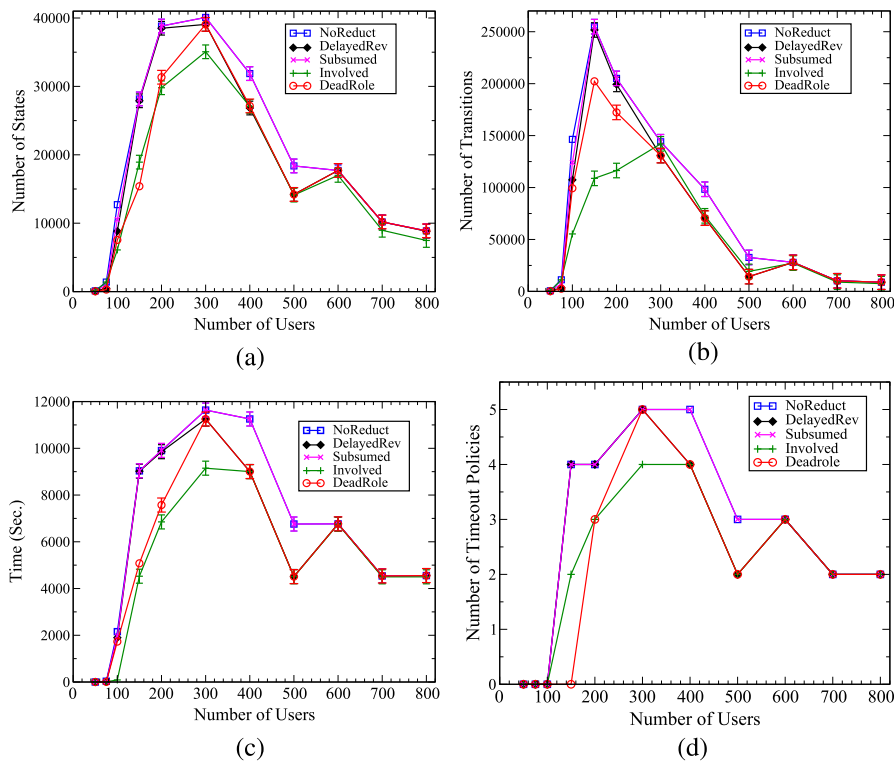 40000
30000
20000
10000
0
Number of States
NoReduct
DelayedRev
Subsumed
Involved
DeadRole
0 100 200 300 400 500 600 700 800
Number of Users
(a)
250000
200000
150000
100000
50000
0
Number of Transitions
NoReduct
DelayedRev
Subsumed
Involved
DeadRole
0 100 200 300 400 500 600 700 800
Number of Users
(b)
12000
10000
8000
6000
4000
2000
0
Time (Sec.)
NoReduct
DelayedRev
Subsumed
Involved
DeadRole
0 100 200 300 400 500 600 700 800
Number of Users
(c)
5
4
3
2
1
0
Number of Timeout Policies
NoReduct
DelayedRev
Subsumed
Involved
Deadrole
0 100 200 300 400 500 600 700 800
Number of Users
(d)